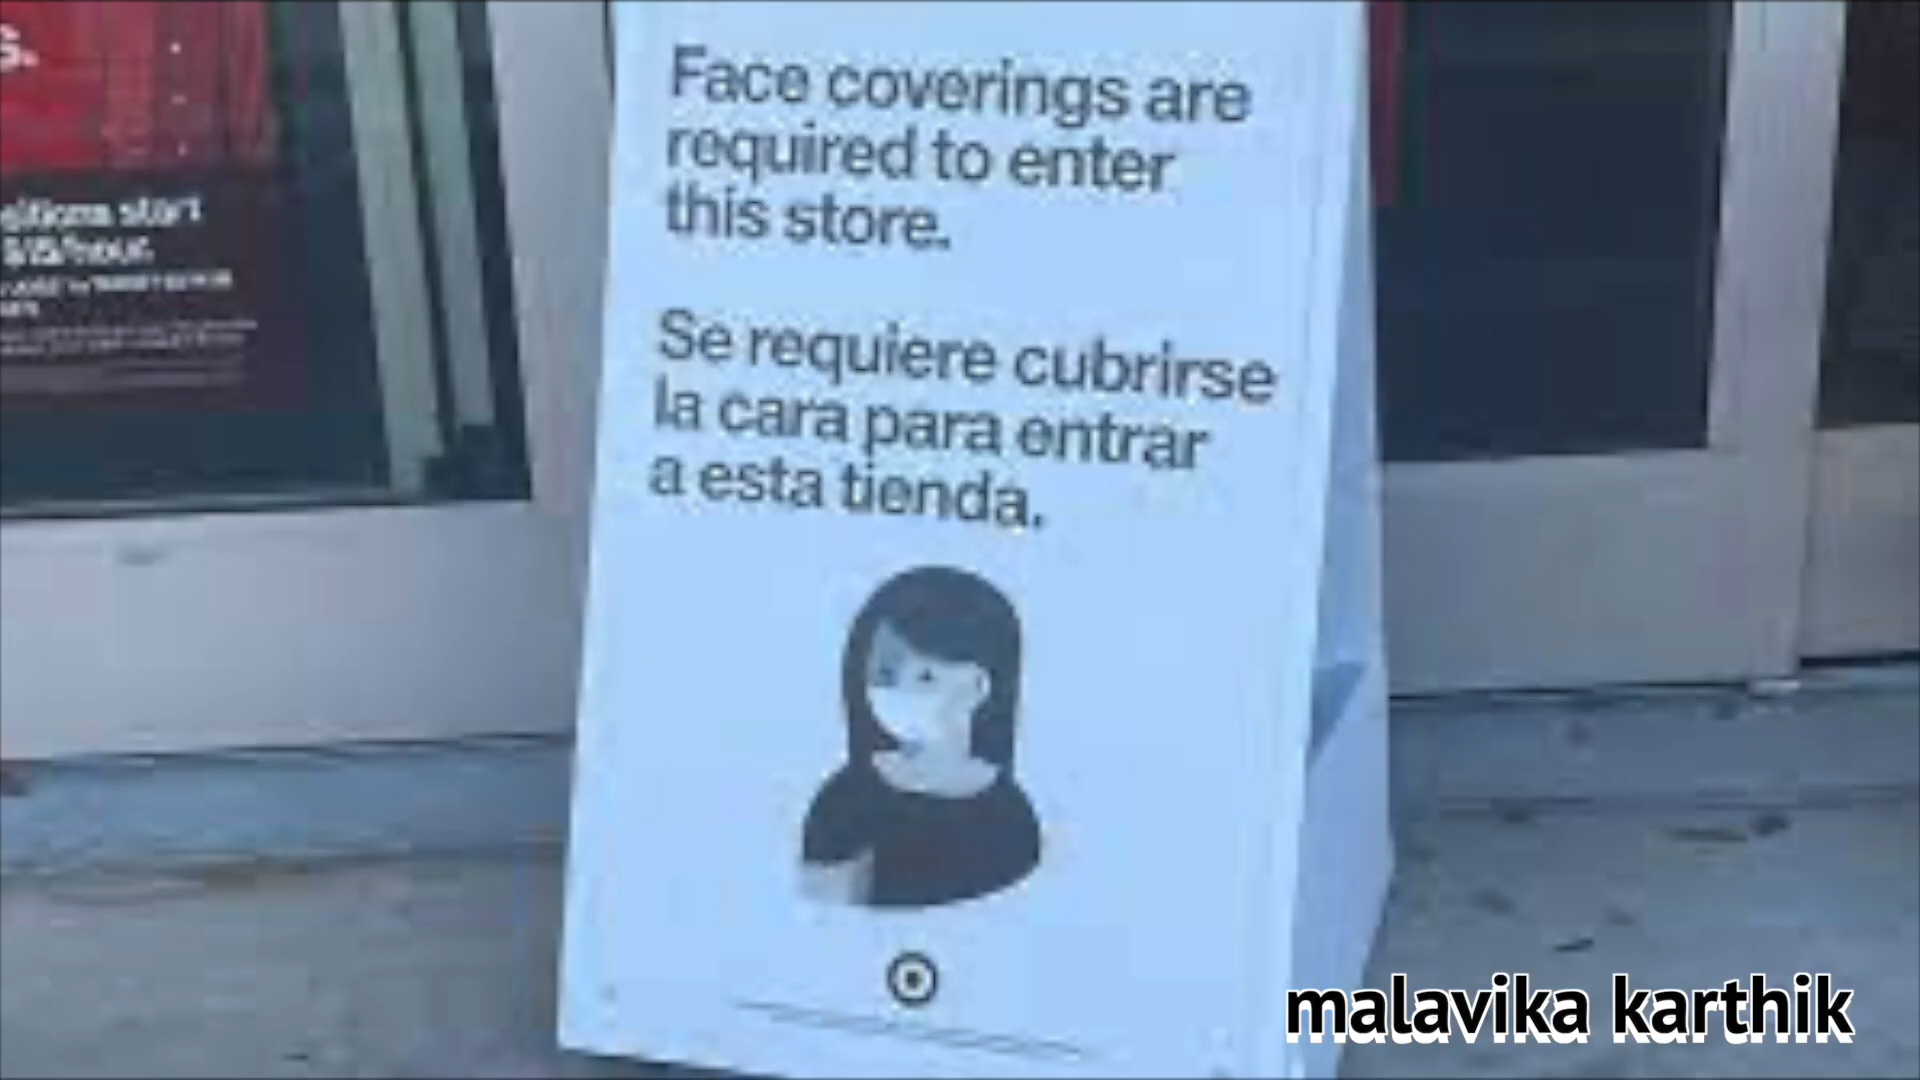 s.
start
Face coverings are
required to enter
this store.
Se requiere cubrirse
la cara para entrar
a esta tienda.
malavika karthik